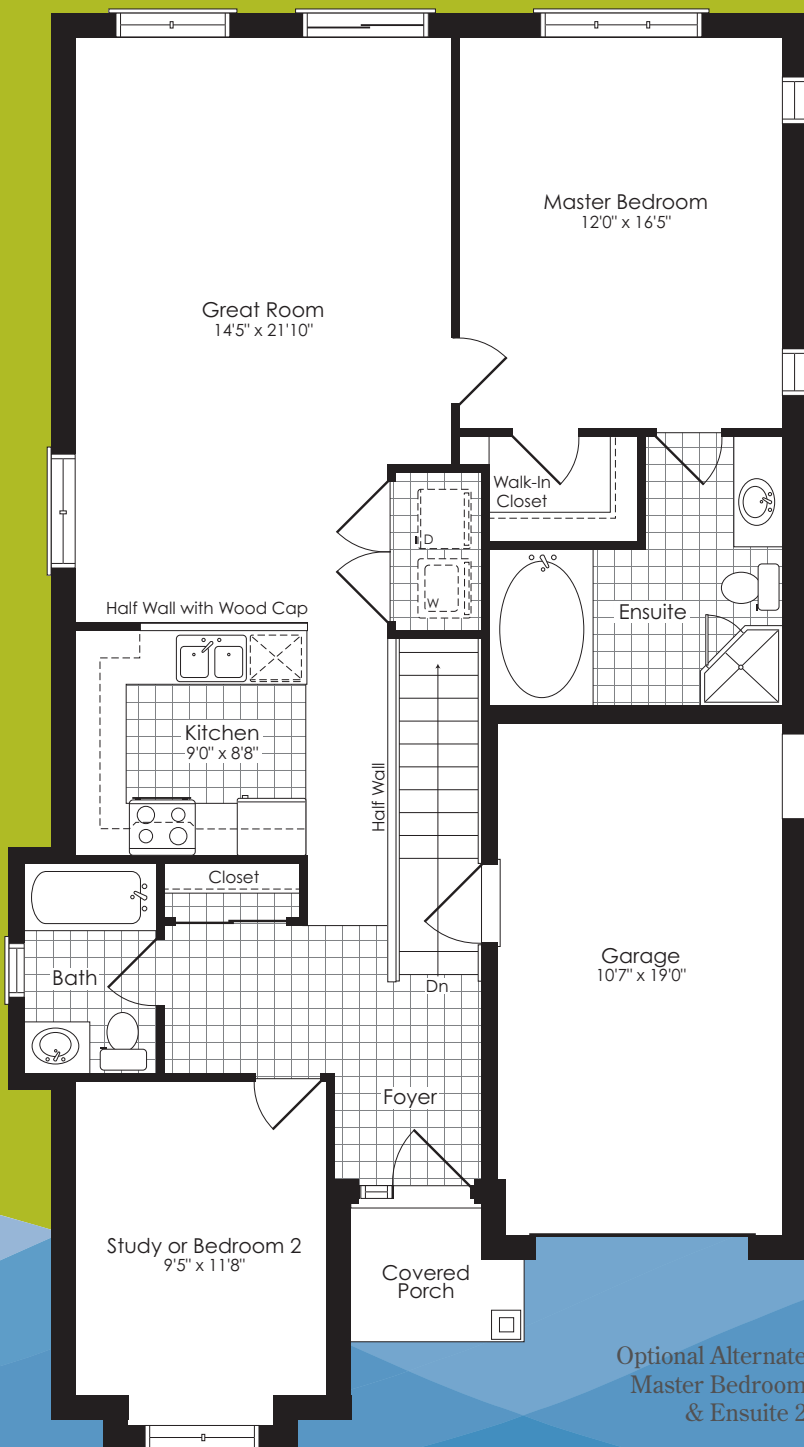 Master Bedroom
12'0" x 16'5"
Great Room
14'5" x 21'10"
Walk-In
Closet
D
W
Half Wall with Wood Cap
Ensuite
Kitchen
9'0" x 8'8"
Half Wall
Closet
Bath
Garage
10'7" x 19'0"
Dn
Foyer
Study or Bedroom 2
9'5" x 11'8"
Covered
Porch
Optional Alternate
Master Bedroom
& Ensuite 2